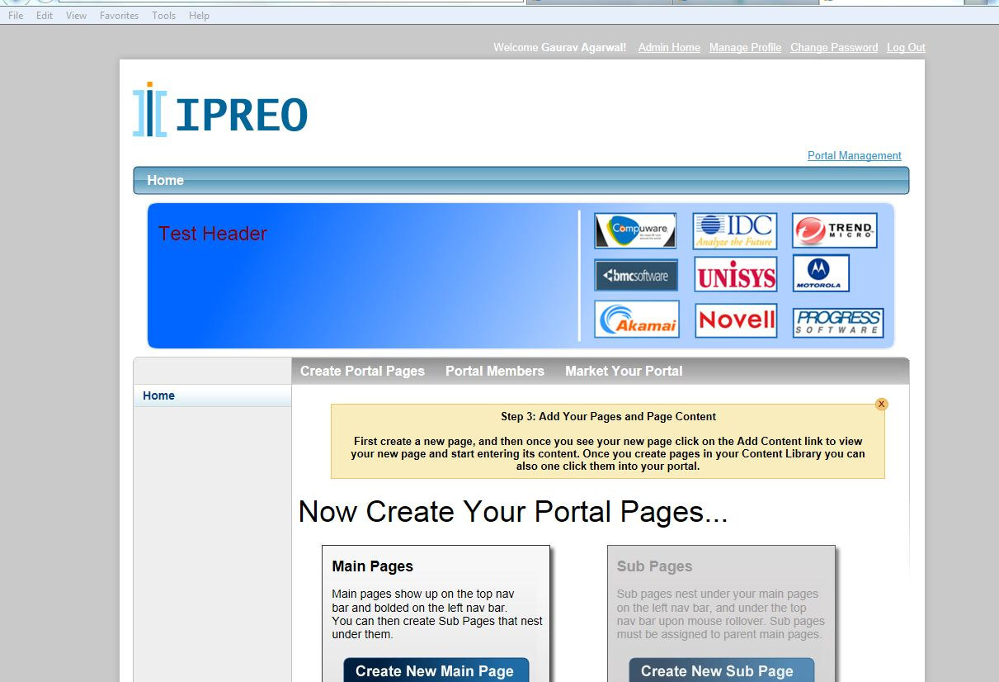 File Edit View Favorites Tools Help
Welcome Gaurav Agarwal! Admin Home Manage Profile Change Password Log Out
IPREO
Portal Management
Home
Test Header
Compuware
IDC
Analyze the Future
TREND
MICRO
bmcsoftware
UNISYS
MOTOROLA
Akamai
Novell
PROGRESS
SOFTWARE
Create Portal Pages Portal Members Market Your Portal
Home
X
Step 3: Add Your Pages and Page Content
First create a new page, and then once you see your new page click on the Add Content link to view
your new page and start entering its content. Once you create pages in your Content Library you can
also one click them into your portal.
Now Create Your Portal Pages...
Main Pages
Main pages show up on the top nav
bar and bolded on the left nav bar.
You can then create Sub Pages that nest
under them.
Create New Main Page
Sub Pages
Sub pages nest under your main pages
on the left nav bar, and under the top
nav bar upon mouse rollover. Sub pages
must be assigned to parent main pages.
Create New Sub Page